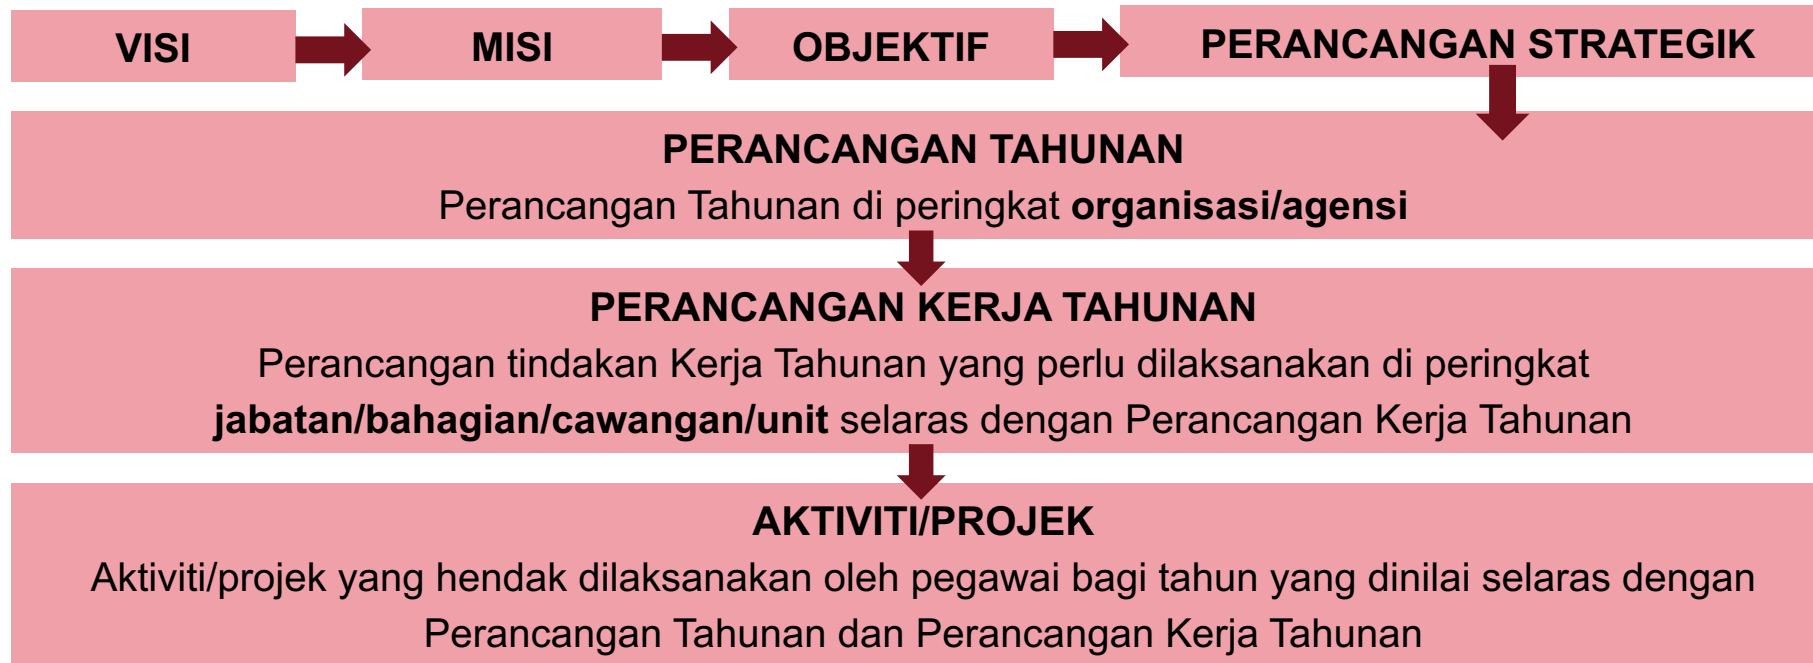 VISI MISI OBJEKTIF PERANCANGAN STRATEGIK
PERANCANGAN TAHUNAN
Perancangan Tahunan di peringkat organisasi/agensi
PERANCANGAN KERJA TAHUNAN
Perancangan tindakan Kerja Tahunan yang perlu dilaksanakan di peringkat
jabatan/bahagian/cawangan/unit selaras dengan Perancangan Kerja Tahunan
AKTIVITI/PROJEK
Aktiviti/projek yang hendak dilaksanakan oleh pegawai bagi tahun yang dinilai selaras dengan
Perancangan Tahunan dan Perancangan Kerja Tahunan